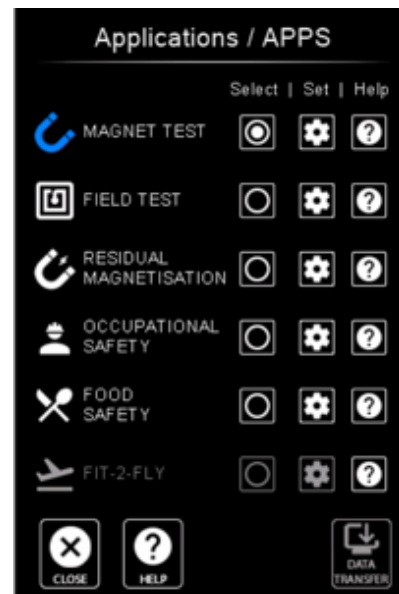 Applications / APPS
Select | Set | Help
MAGNET TEST
FIELD TEST
RESIDUAL
MAGNETISATION
OCCUPATIONAL
SAFETY
FOOD
SAFETY
FIT-2-FLY
CLOSE
HELP
DATA
TRANSFER